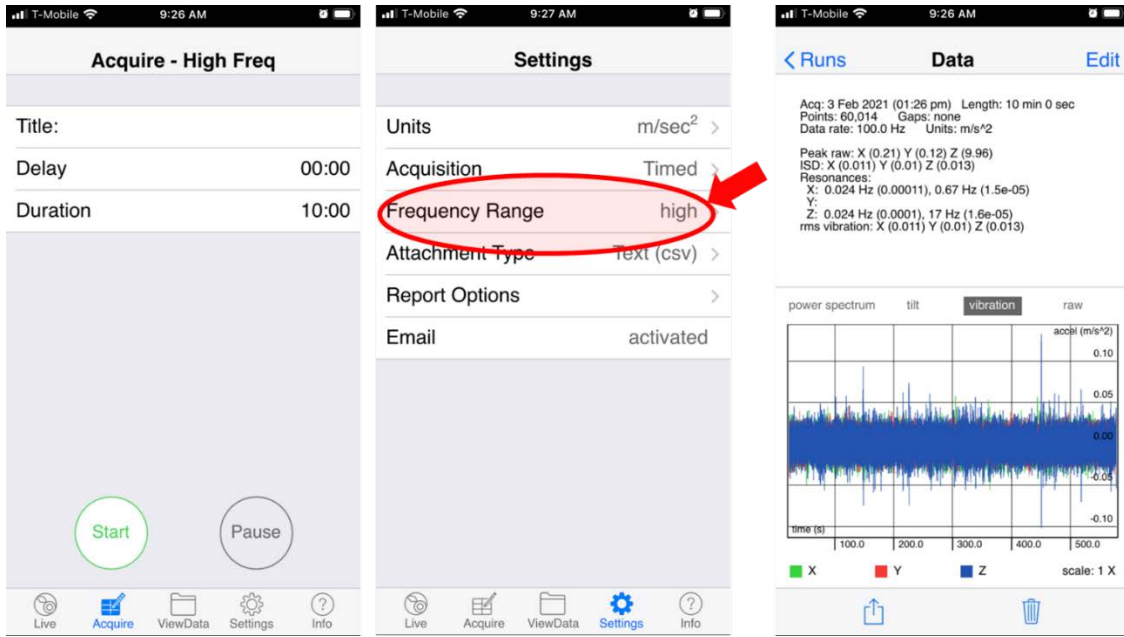 T-Mobile 9:26 AM
Acquire - High Freq
Title:
Delay 00:00
Duration 10:00
Start Pause
Live Acquire ViewData Settings Info
T-Mobile 9:27 AM
Settings
Units m/sec²
Acquisition Timed
Frequency Range high
Attachment Type Text (csv)
Report Options
Email activated
Live Acquire ViewData Settings Info
T-Mobile 9:26 AM
Runs Data Edit
Acq: 3 Feb 2021 (01:26 pm) Length: 10 min 0 sec
Points: 60,014 Gaps: none
Data rate: 100.0 Hz Units: m/s^2
Peak raw: X (0.21) Y (0.12) Z (9.96)
ISD: X (0.011) Y (0.01) Z (0.013)
Resonances:
X: 0.024 Hz (0.00011), 0.67 Hz (1.5e-05)
Y:
Z: 0.024 Hz (0.0001), 17 Hz (1.6e-05)
rms vibration: X (0.011) Y (0.01) Z (0.013)
power spectrum tilt vibration raw
accel (m/s^2)
0.10
0.05
0.00
-0.05
-0.10
time (s)
100.0 200.0 300.0 400.0 500.0
X Y Z scale: 1 X